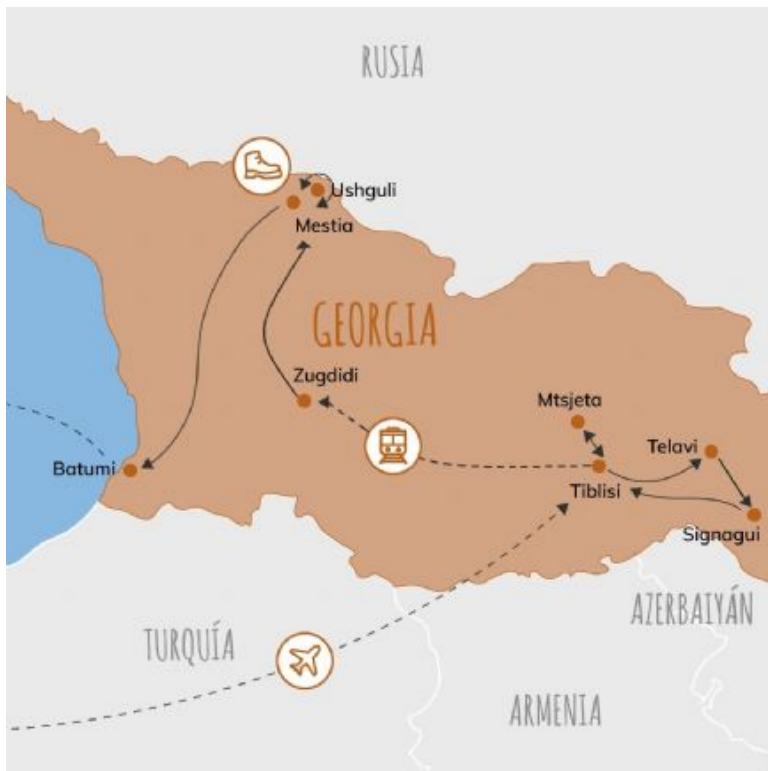 RUSIA
Ushguli
Mestia
GEORGIA
Zugdidi
Mtsjeta
Telavi
Batumi
Tiblisi
Signagui
AZERBAIYÁN
TURQUÍA
ARMENIA